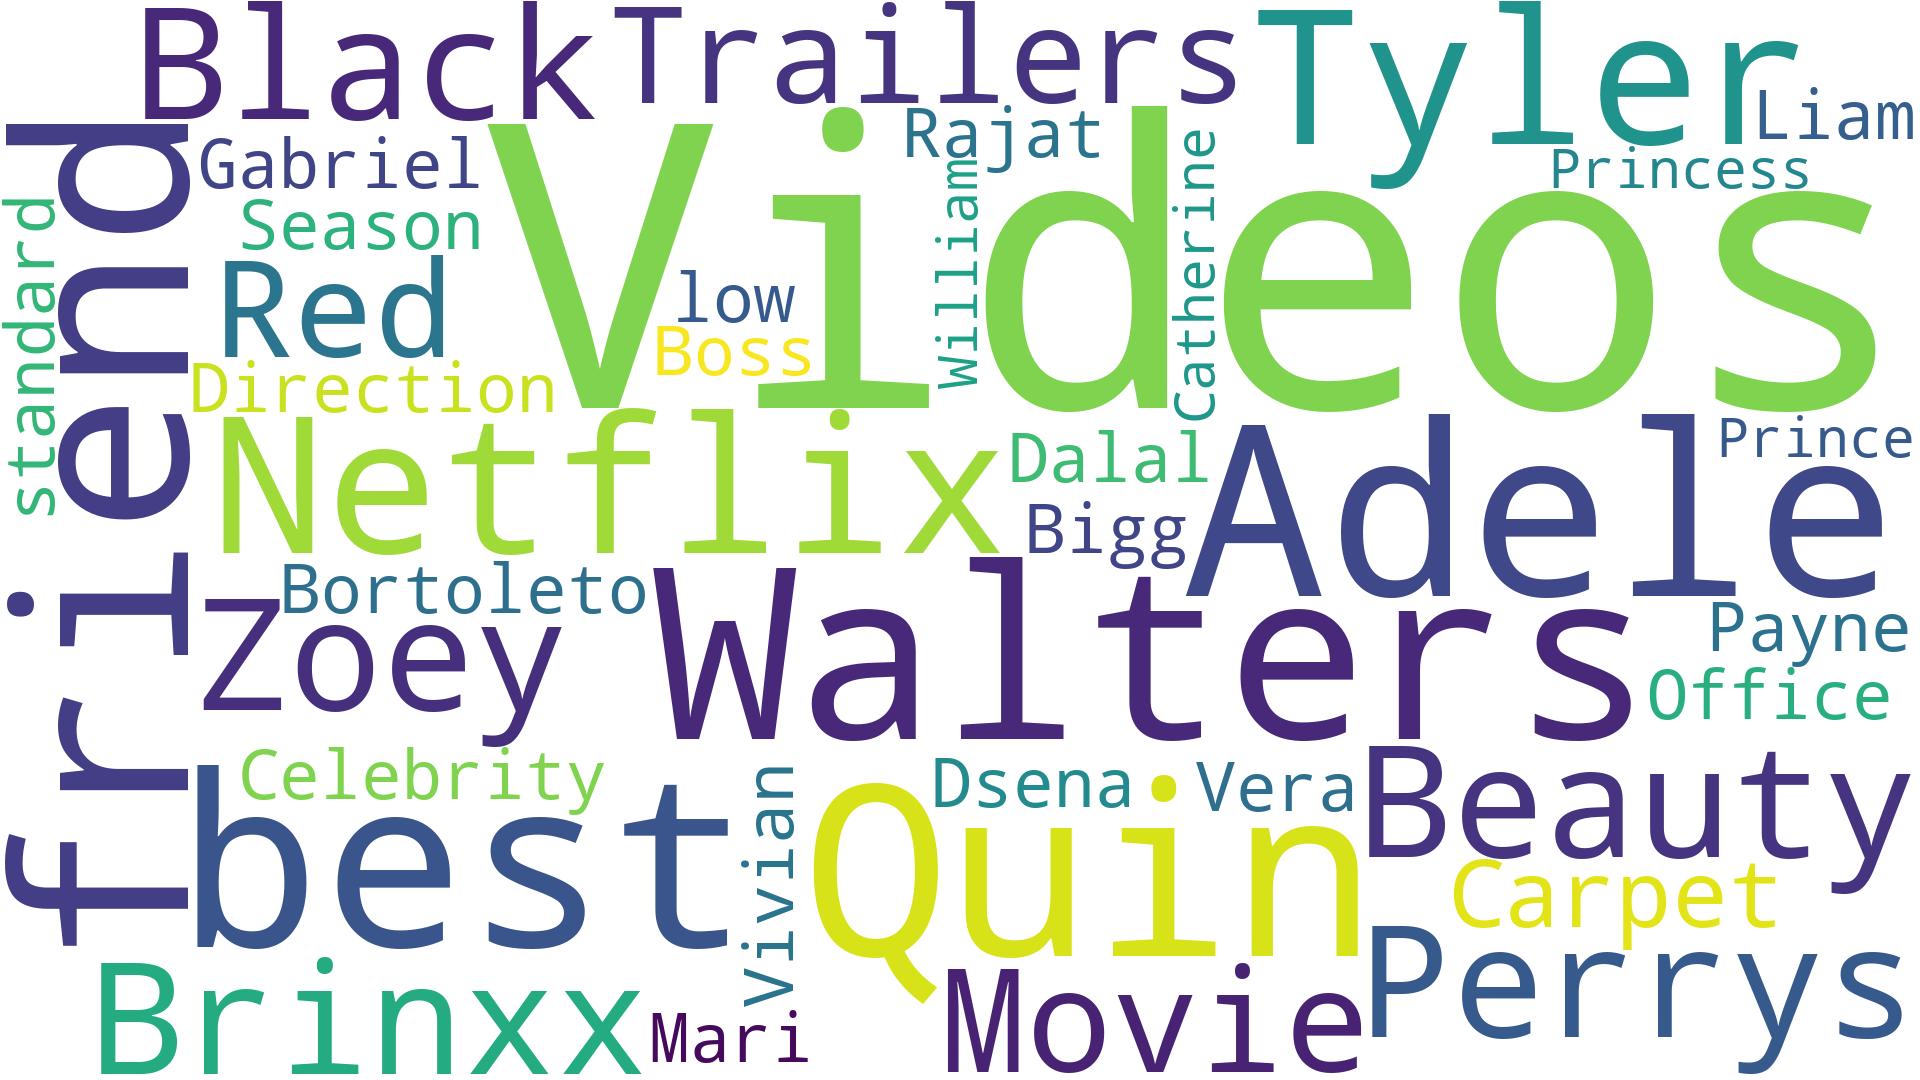 Black
Trailers
Tyler
Liam
Gabriel
Videos
Rajat
Princess
friend
standard
Season
William
Catherine
Red
low
Boss
Direction
Netflix
Dalal
Adele
Prince
Bigg
Bortoleto
Zoey
Walters
Payne
Office
Celebrity
best
Vivian
Quin
Dsena
Vera
Beauty
Carpet
Perrys
Brinxx
Mari
Movie